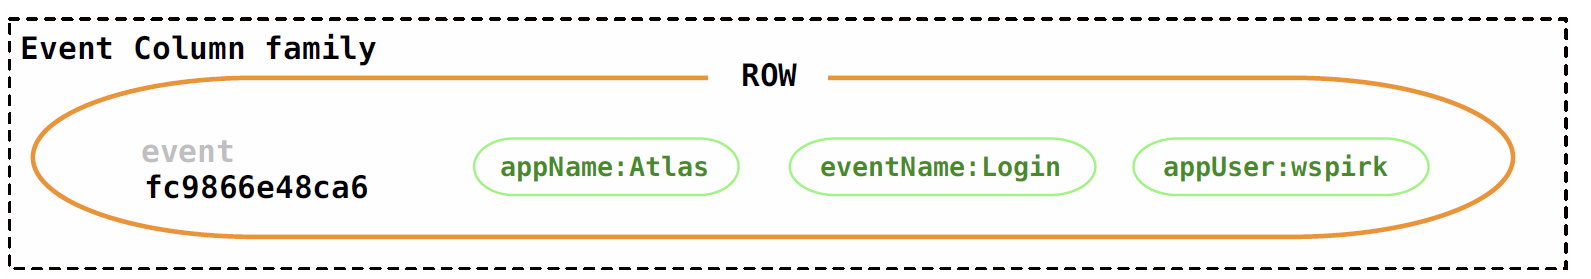 Event Column family
ROW
event
fc9866e48ca6
appName:Atlas
eventName:Login
appUser:wspirk